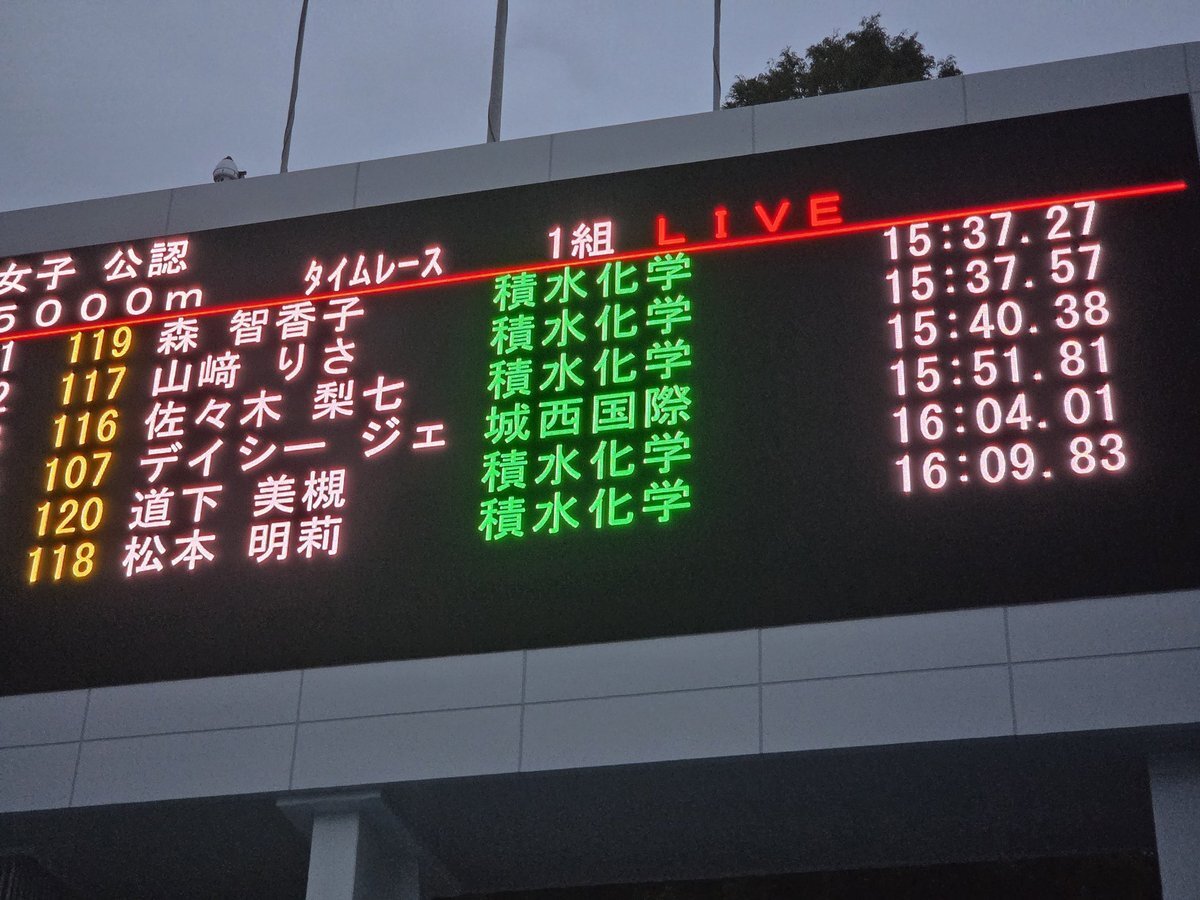 女子 公認 タイムレース 1組 LIVE
5000m
1 119 森 智香子 積水化学 15:37.27
2 117 山﨑 りさ 積水化学 15:37.57
116 佐々木 梨七 積水化学 15:40.38
107 デイシー ジェ 城西国際 15:51.81
120 道下 美槻 積水化学 16:04.01
118 松本 明莉 積水化学 16:09.83